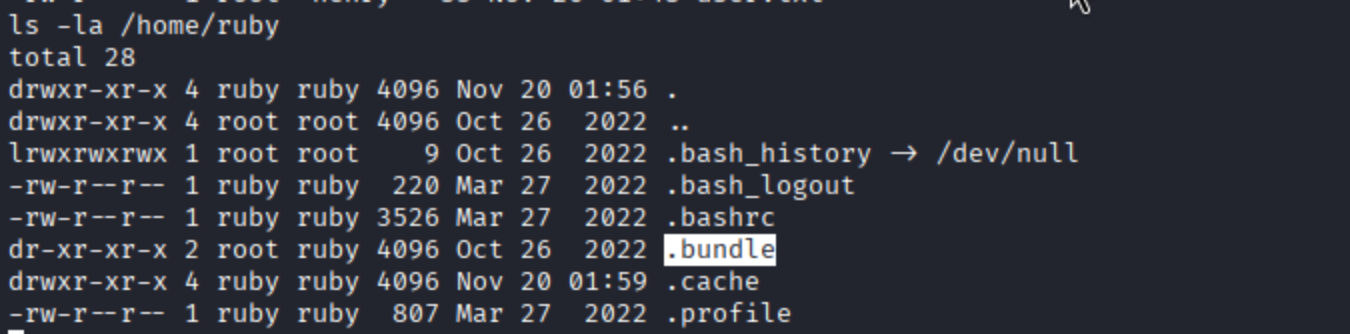 ls -la /home/ruby
total 28
drwxr-xr-x 4 ruby ruby 4096 Nov 20 01:56 .
drwxr-xr-x 4 root root 4096 Oct 26  2022 ..
lrwxrwxrwx 1 root root    9 Oct 26  2022 .bash_history → /dev/null
-rw-r--r-- 1 ruby ruby  220 Mar 27  2022 .bash_logout
-rw-r--r-- 1 ruby ruby 3526 Mar 27  2022 .bashrc
dr-xr-xr-x 2 root ruby 4096 Oct 26  2022 .bundle
drwxr-xr-x 4 ruby ruby 4096 Nov 20 01:59 .cache
-rw-r--r-- 1 ruby ruby  807 Mar 27  2022 .profile